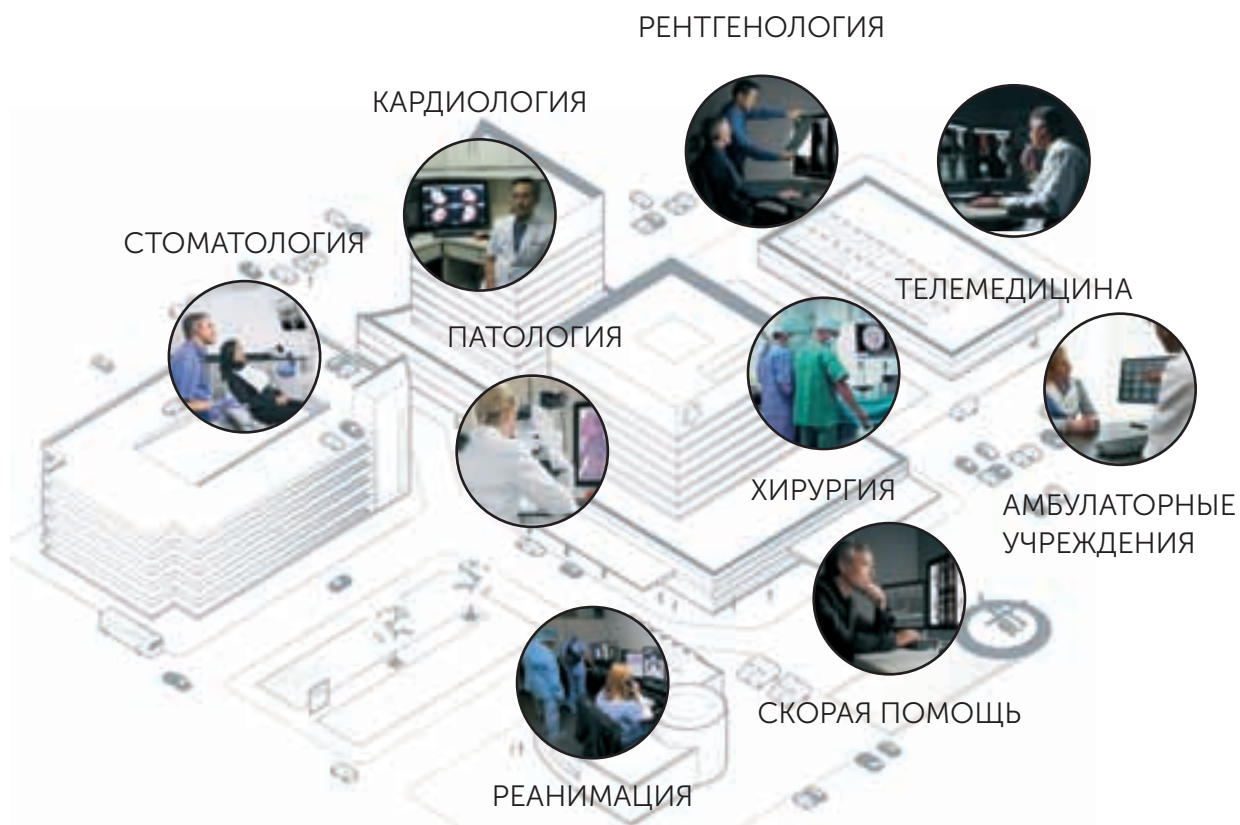 РЕНТГЕНОЛОГИЯ
КАРДИОЛОГИЯ
СТОМАТОЛОГИЯ
ТЕЛЕМЕДИЦИНА
ПАТОЛОГИЯ
ХИРУРГИЯ
АМБУЛАТОРНЫЕ
УЧРЕЖДЕНИЯ
СКОРАЯ ПОМОЩЬ
РЕАНИМАЦИЯ